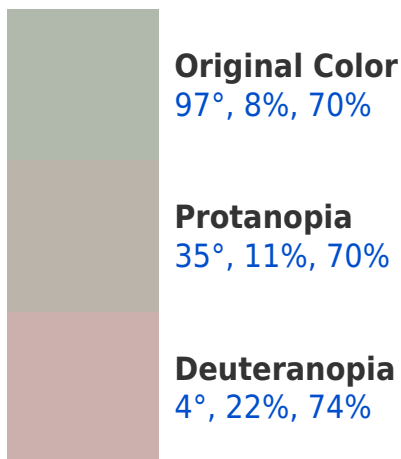 Original Color
97°, 8%, 70%
Protanopia
35°, 11%, 70%
Deuteranopia
4°, 22%, 74%